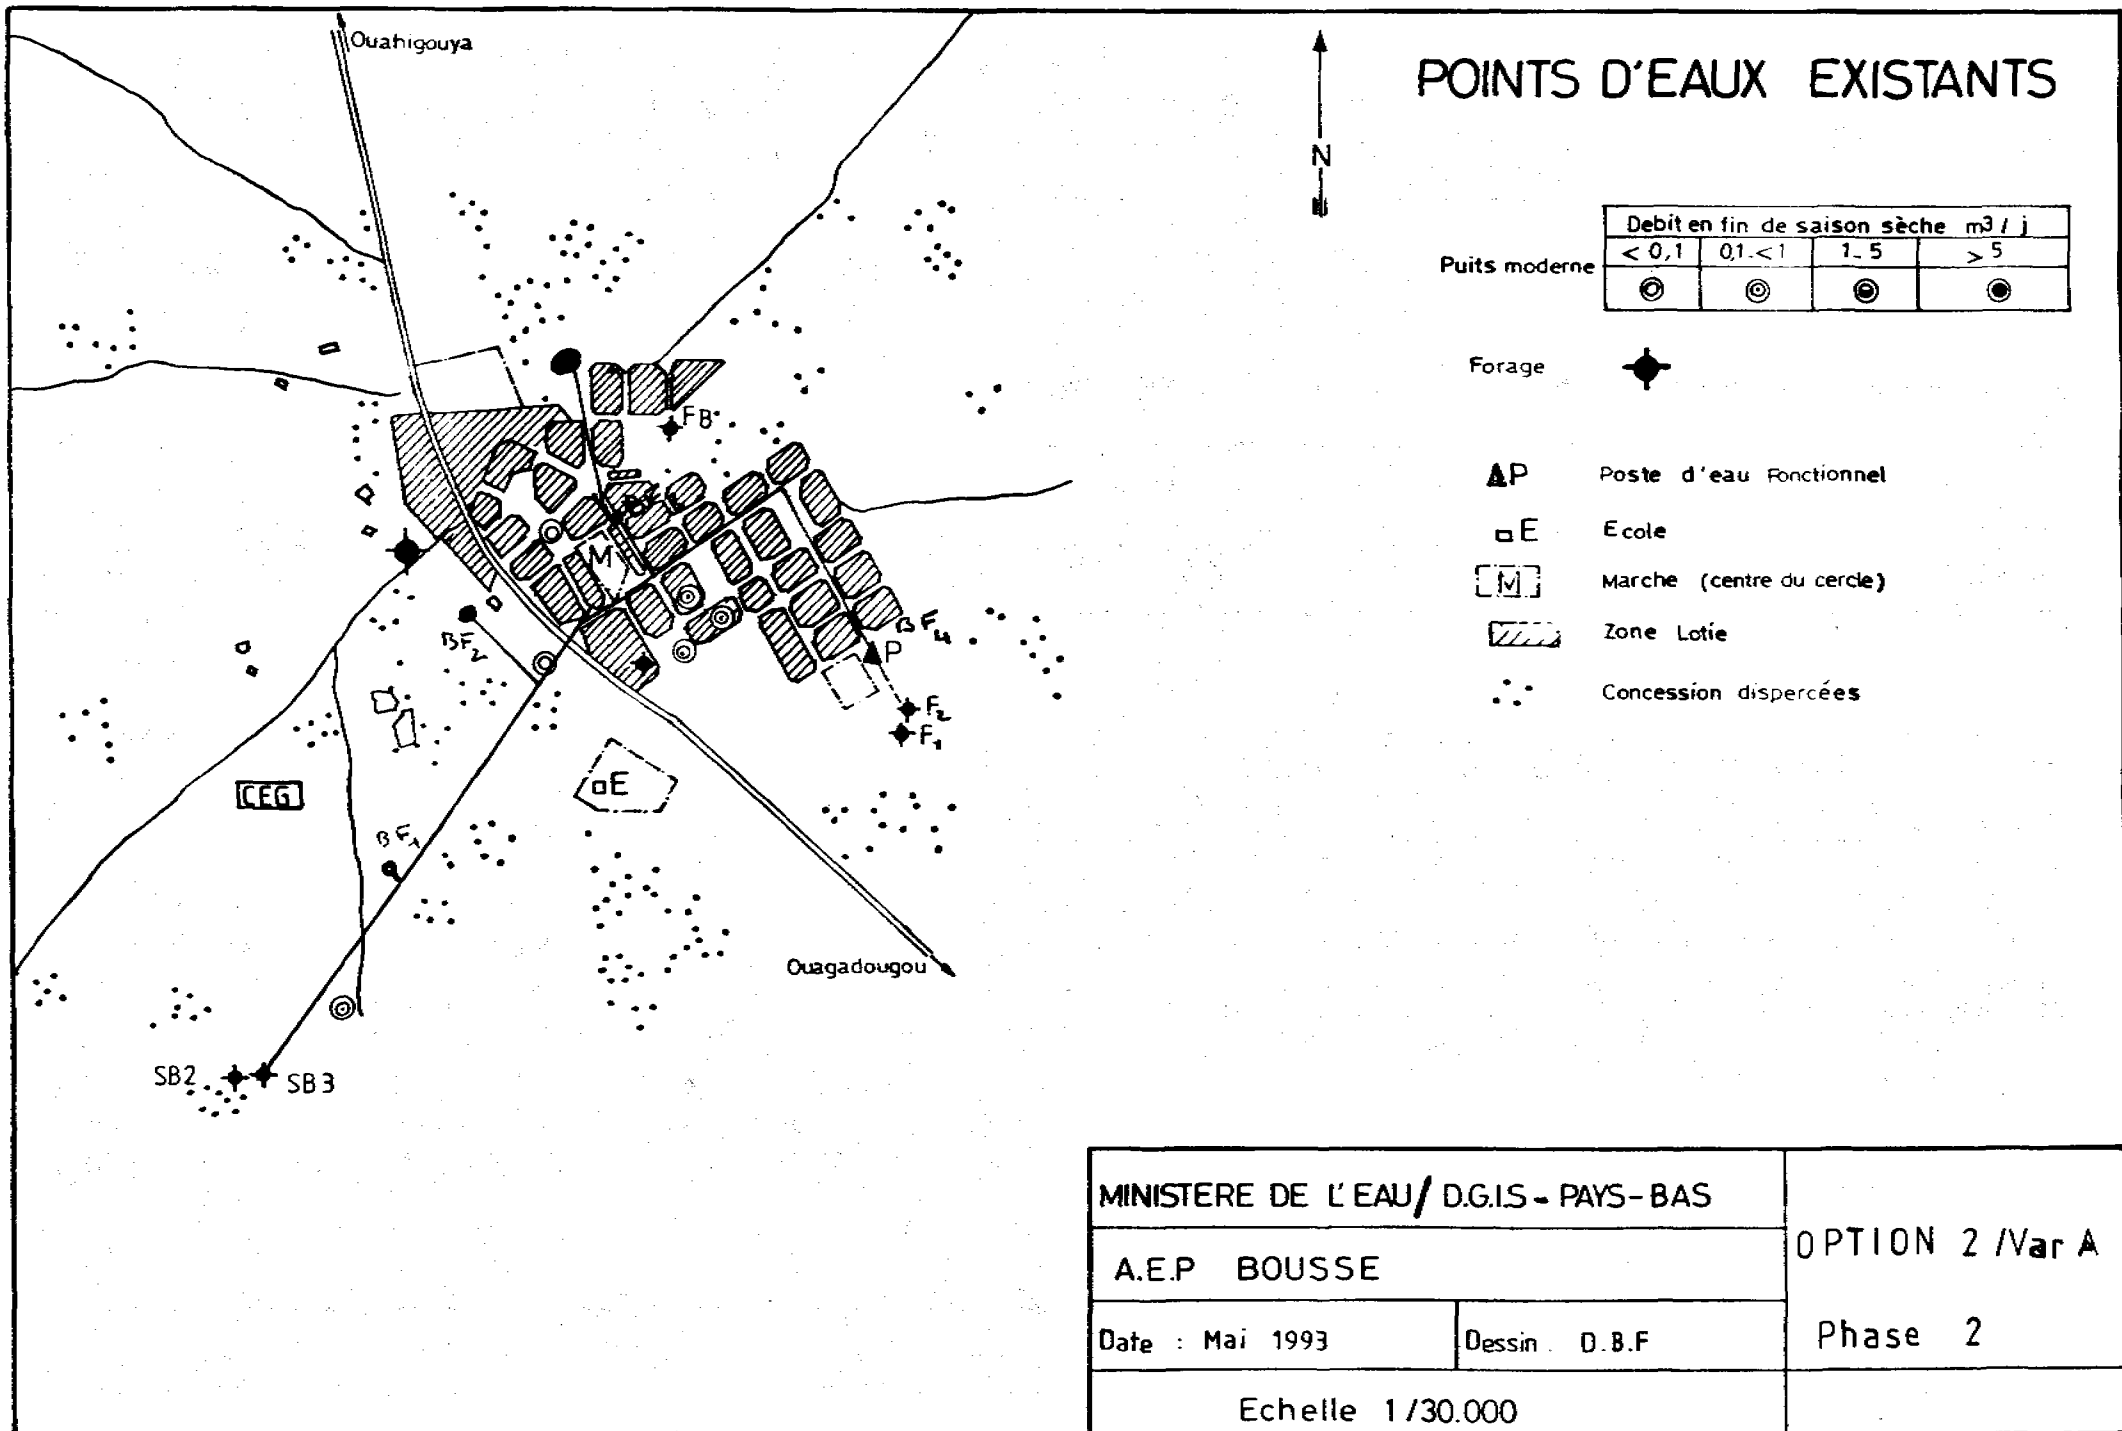 Ouahigouya
POINTS D'EAUX EXISTANTS
N
Debit en fin de saison sèche m3 / j
Puits moderne
< 0,1
0,1.<1
1_5
> 5
Forage
P
Poste d'eau Fonctionnel
E
Ecole
M
Marche (centre du cercle)
Zone Lotie
Concession dispercées
FB
M
BF2
BF4
P
F2
F1
CEG
E
BF1
Ouagadougou
SB2
SB3
MINISTERE DE L'EAU/ D.G.I.S - PAYS-BAS
A.E.P BOUSSE
OPTION 2 /Var A
Date : Mai 1993
Dessin . D.B.F
Phase 2
Echelle 1/30.000